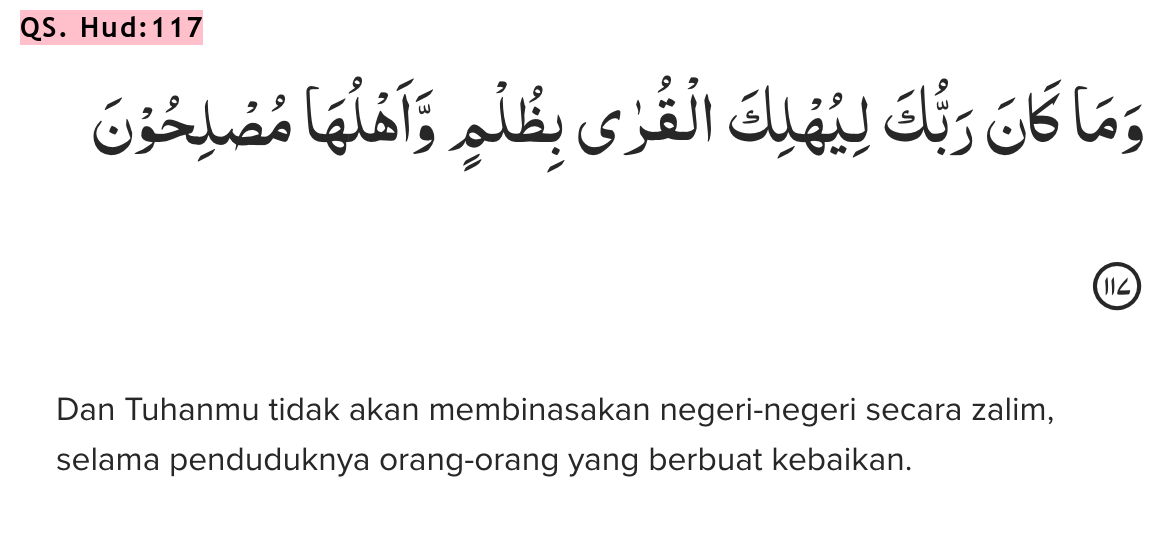 QS. Hud:117
وَمَا كَانَ رَبُّكَ لِيُهْلِكَ الْقُرٰى بِظُلْمٍ وَّاَهْلُهَا مُصْلِحُوْنَ
١١٧
Dan Tuhanmu tidak akan membinasakan negeri-negeri secara zalim,
selama penduduknya orang-orang yang berbuat kebaikan.